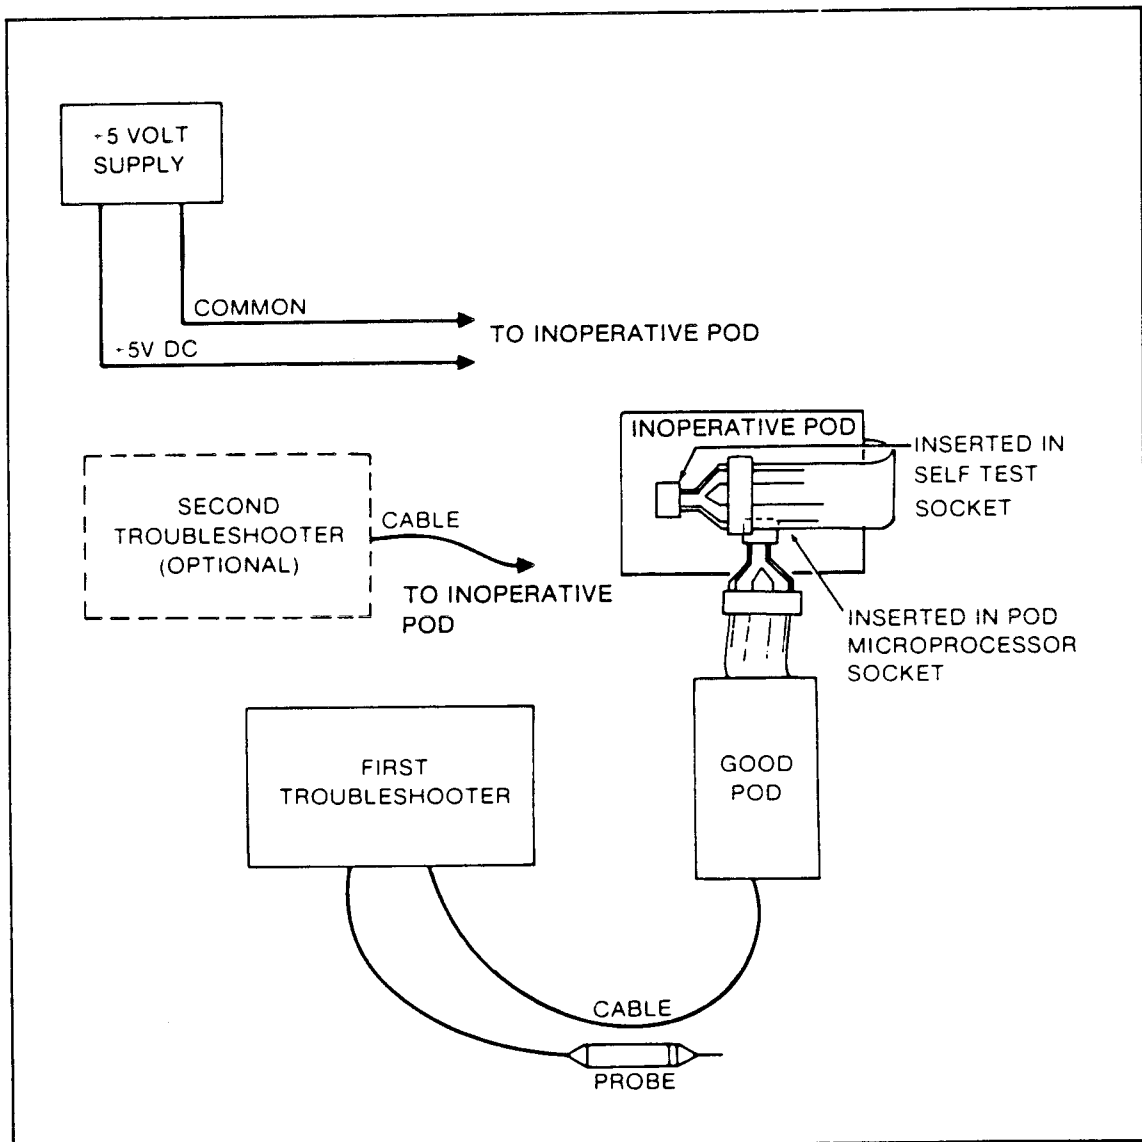 +5 VOLT
SUPPLY
COMMON
+5V DC
TO INOPERATIVE POD
INOPERATIVE POD
INSERTED IN
SELF TEST
SOCKET
SECOND
TROUBLESHOOTER
(OPTIONAL)
CABLE
TO INOPERATIVE
POD
INSERTED IN POD
MICROPROCESSOR
SOCKET
FIRST
TROUBLESHOOTER
GOOD
POD
CABLE
PROBE